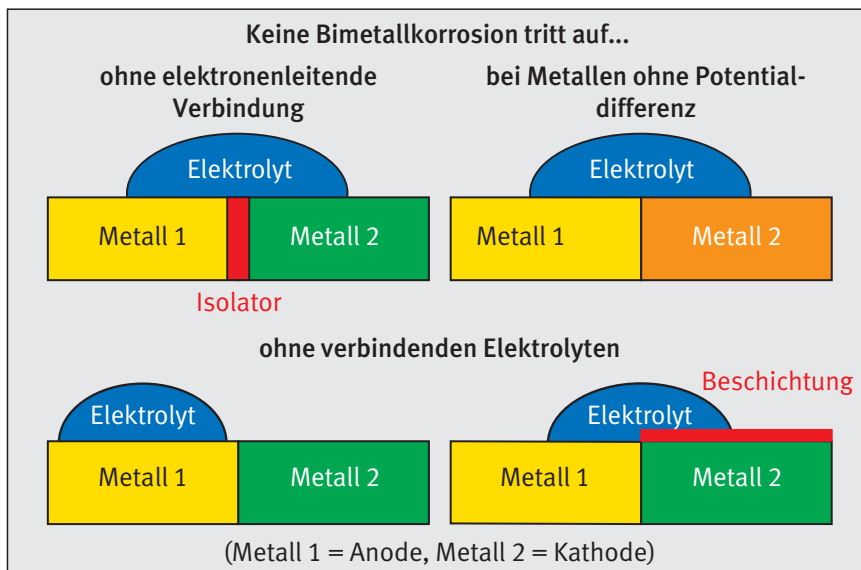 Keine Bimetallkorrosion tritt auf...
ohne elektronenleitende
Verbindung
Elektrolyt
Metall 1
Metall 2
Isolator
bei Metallen ohne Potential-
differenz
Elektrolyt
Metall 1
Metall 2
ohne verbindenden Elektrolyten
Elektrolyt
Metall 1
Metall 2
Beschichtung
Elektrolyt
Metall 1
Metall 2
(Metall 1 = Anode, Metall 2 = Kathode)